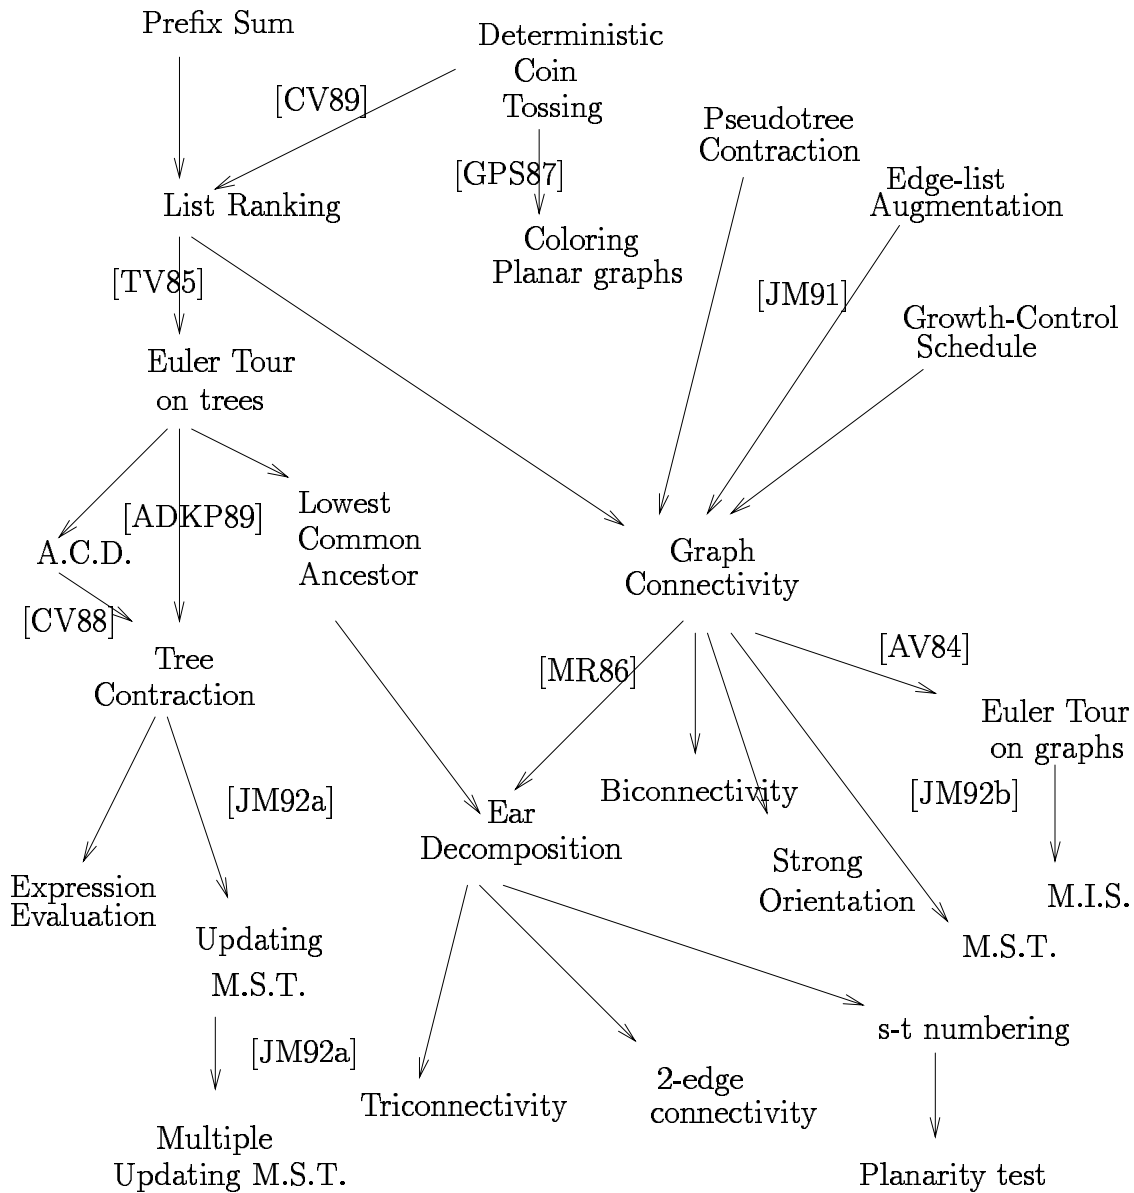 Prefix Sum
Deterministic
Coin
Tossing
[CV89]
Pseudotree
Contraction
[GPS87]
Edge-list
Augmentation
List Ranking
Coloring
Planar graphs
[TV85]
[JM91]
Growth-Control
Schedule
Euler Tour
on trees
Lowest
Common
Ancestor
[ADKP89]
A.C.D.
Graph
Connectivity
[CV88]
Tree
Contraction
[MR86]
[AV84]
Euler Tour
on graphs
[JM92a]
Biconnectivity
[JM92b]
Ear
Decomposition
Strong
Orientation
Expression
Evaluation
M.I.S.
Updating
M.S.T.
M.S.T.
s-t numbering
[JM92a]
Triconnectivity
2-edge
connectivity
Multiple
Updating M.S.T.
Planarity test